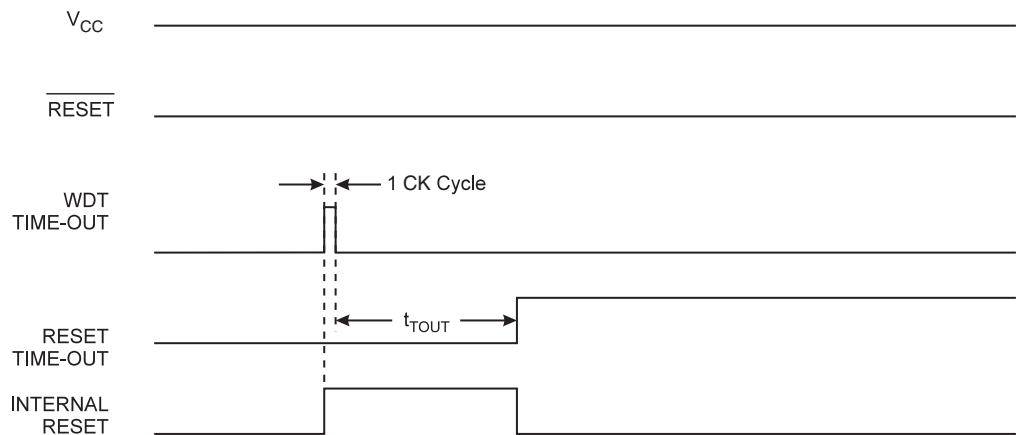 VCC
RESET
1 CK Cycle
WDT
TIME-OUT
tTOUT
RESET
TIME-OUT
INTERNAL
RESET